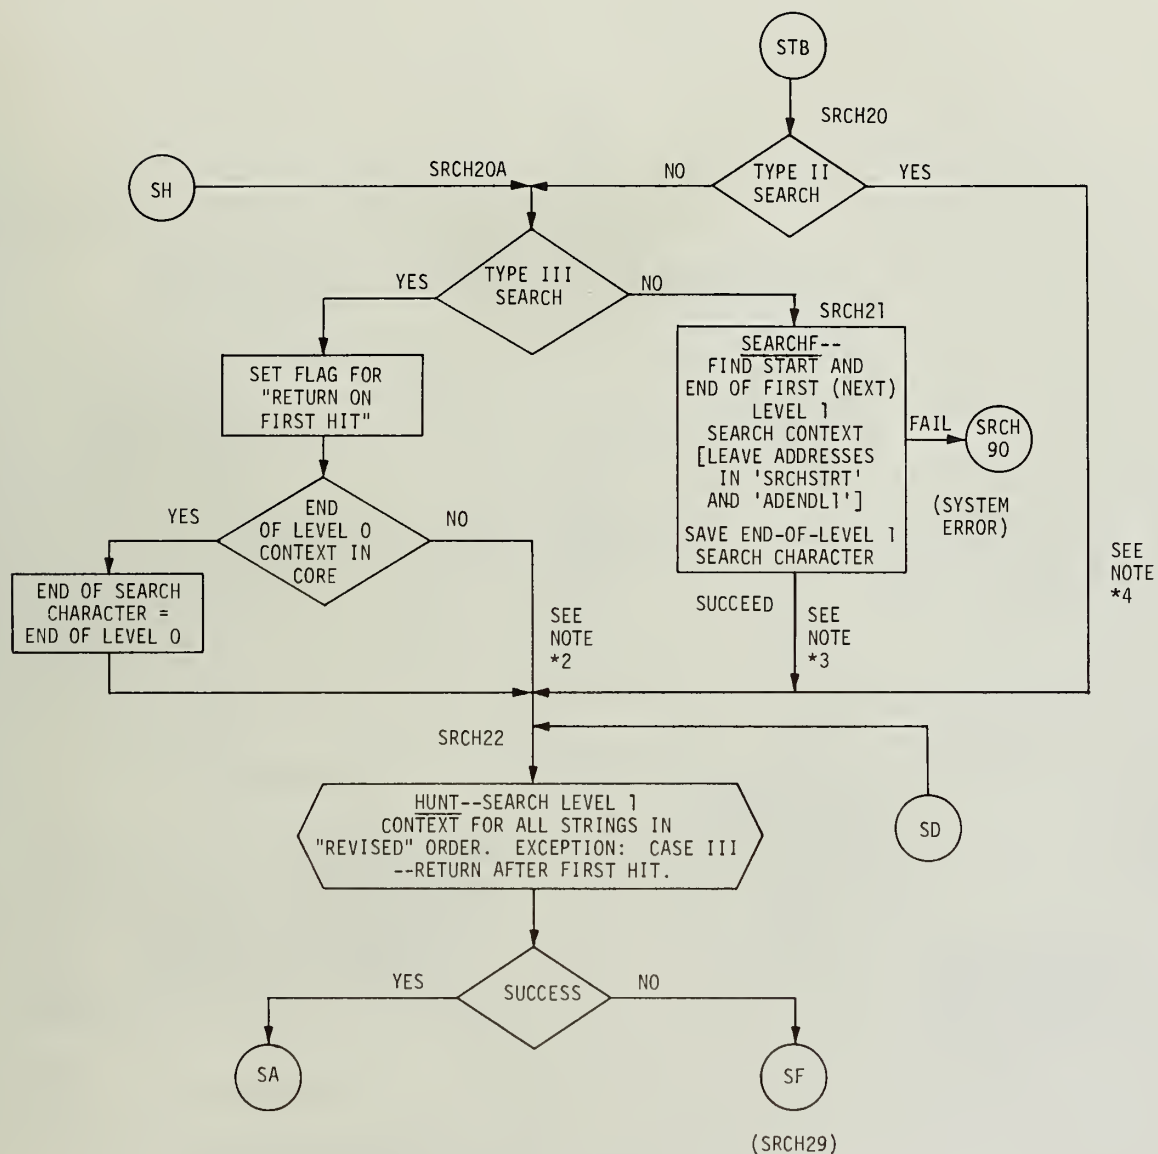 STB
SRCH20
SRCH20A
NO
TYPE II
SEARCH
YES
SH
YES
TYPE III
SEARCH
NO
SRCH21
SET FLAG FOR
"RETURN ON
FIRST HIT"
SEARCHF--
FIND START AND
END OF FIRST (NEXT)
LEVEL 1
SEARCH CONTEXT
[LEAVE ADDRESSES
IN 'SRCHSTRT'
AND 'ADENDL1']
SAVE END-OF-LEVEL 1
SEARCH CHARACTER
FAIL
SRCH
90
(SYSTEM
ERROR)
YES
END
OF LEVEL 0
CONTEXT IN
CORE
NO
END OF SEARCH
CHARACTER =
END OF LEVEL 0
SEE
NOTE
*2
SUCCEED
SEE
NOTE
*3
SEE
NOTE
*4
SRCH22
HUNT--SEARCH LEVEL 1
CONTEXT FOR ALL STRINGS IN
"REVISED" ORDER. EXCEPTION: CASE III
--RETURN AFTER FIRST HIT.
SD
YES
SUCCESS
NO
SA
SF
(SRCH29)